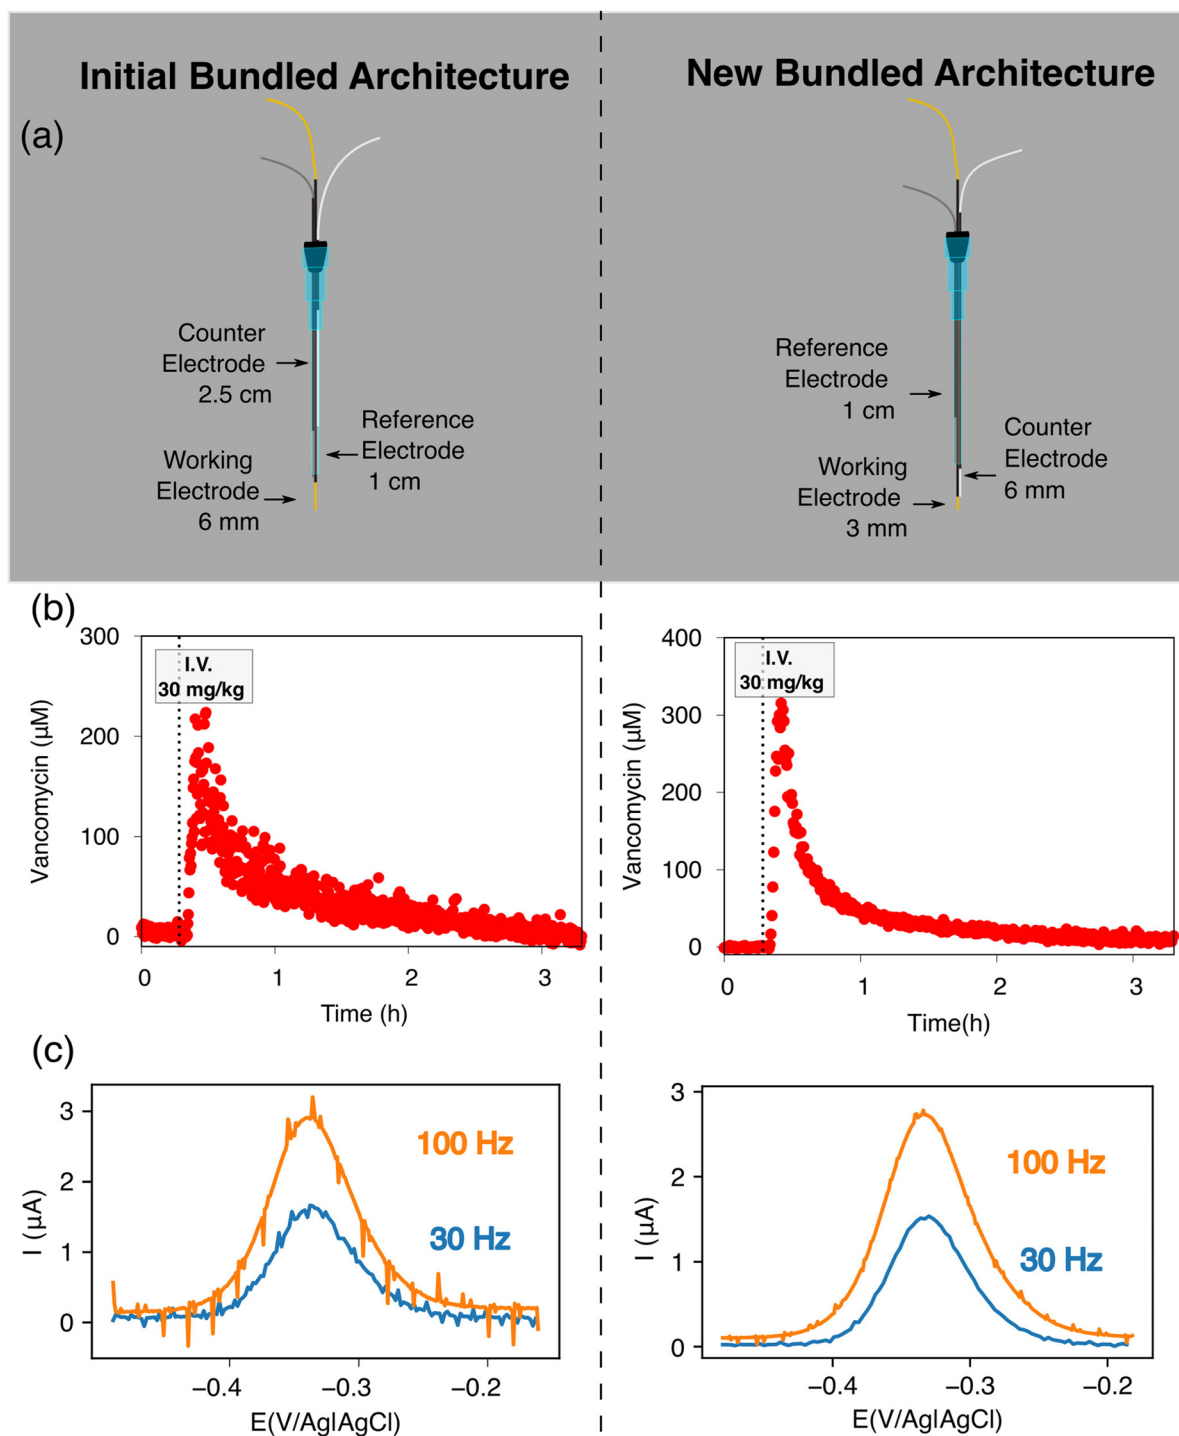 Initial Bundled Architecture
New Bundled Architecture
(a)
Counter
Electrode
2.5 cm
Reference
Electrode
1 cm
Working
Electrode
6 mm
Reference
Electrode
1 cm
Counter
Electrode
6 mm
Working
Electrode
3 mm
(b)
300
200
100
0
Vancomycin (µM)
I.V.
30 mg/kg
0 1 2 3
Time (h)
400
300
200
100
0
Vancomycin (µM)
I.V.
30 mg/kg
0 1 2 3
Time(h)
(c)
3
2
1
0
I (µA)
100 Hz
30 Hz
−0.4 −0.3 −0.2
E(V/Ag|AgCl)
3
2
1
0
I (µA)
100 Hz
30 Hz
−0.4 −0.3 −0.2
E(V/Ag|AgCl)